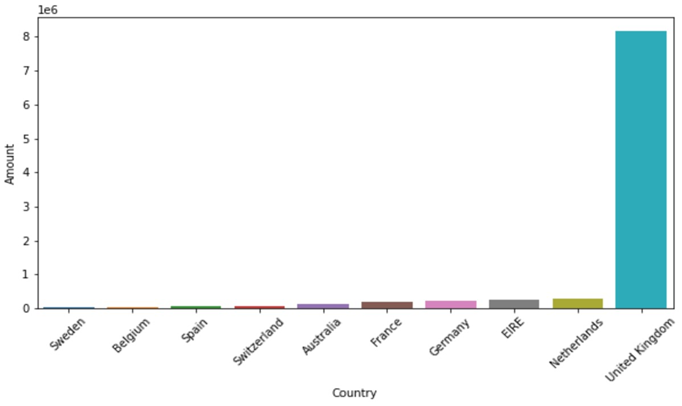 1e6
8
7
6
5
4
3
2
1
0
Amount
Sweden
Belgium
Spain
Switzerland
Australia
France
Germany
EIRE
Netherlands
United Kingdom
Country